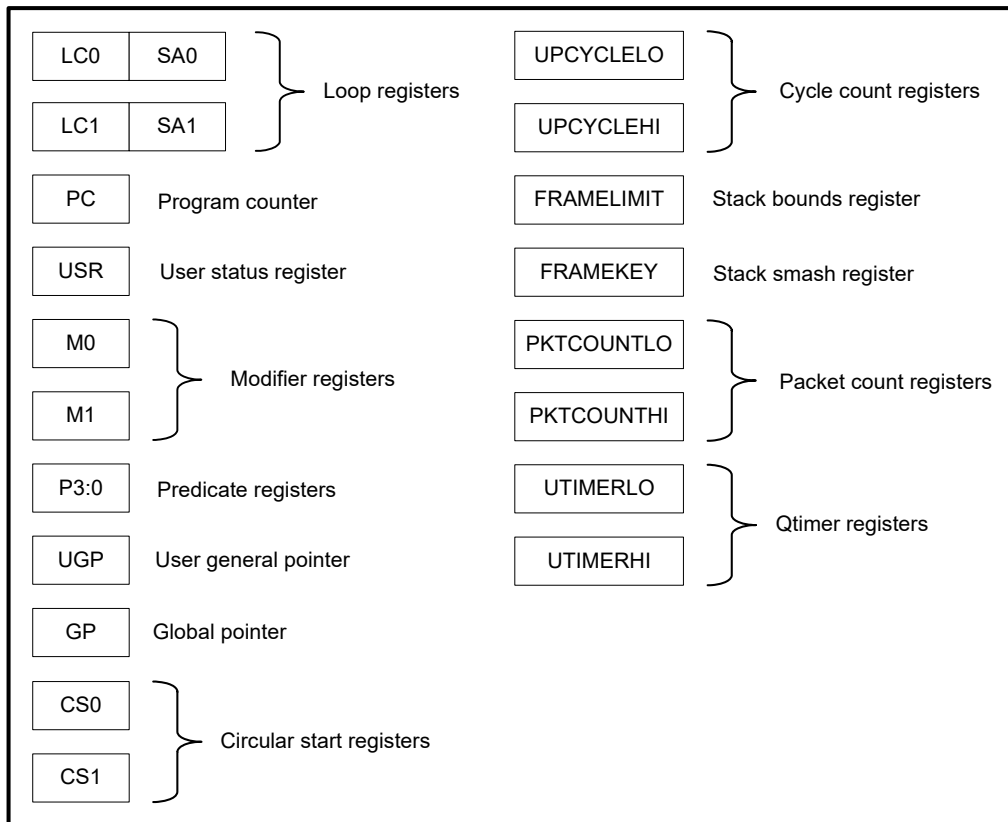 LC0 SA0
LC1 SA1
Loop registers
PC Program counter
USR User status register
M0
M1
Modifier registers
P3:0 Predicate registers
UGP User general pointer
GP Global pointer
CS0
CS1
Circular start registers
UPCYCLELO
UPCYCLEHI
Cycle count registers
FRAMELIMIT Stack bounds register
FRAMEKEY Stack smash register
PKTCOUNTLO
PKTCOUNTHI
Packet count registers
UTIMERLO
UTIMERHI
Qtimer registers